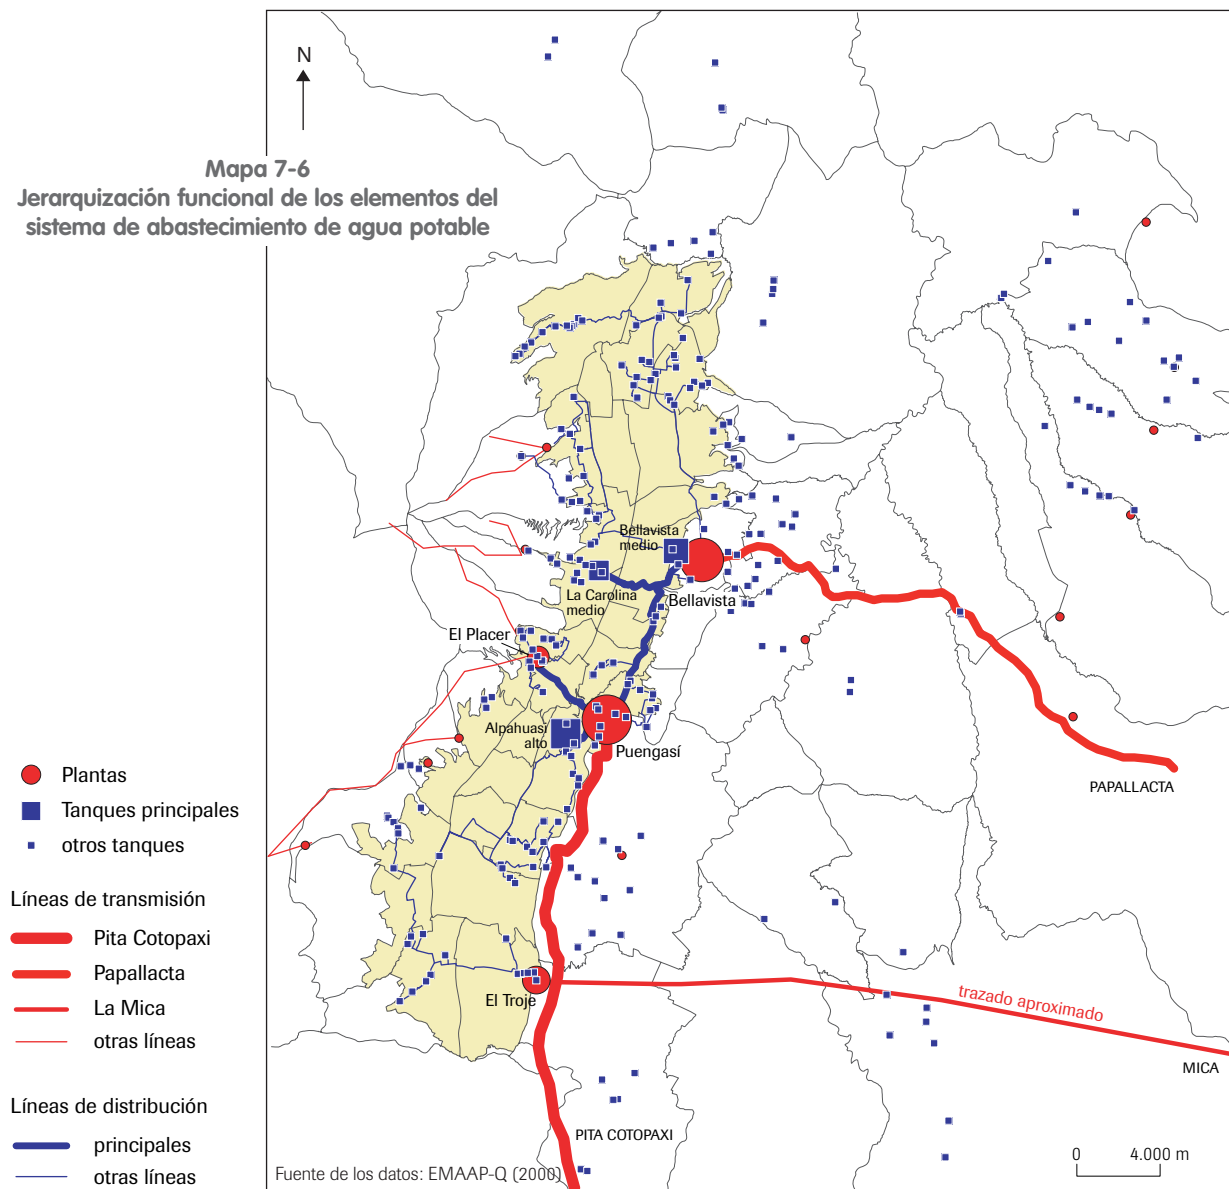 N
Mapa 7-6
Jerarquización funcional de los elementos del
sistema de abastecimiento de agua potable
Bellavista
medio
La Carolina
medio
Bellavista
El Placer
Alpahuasi
alto
Puengasí
PAPALLACTA
El Troje
trazado aproximado
MICA
PITA COTOPAXI
Plantas
Tanques principales
otros tanques
Líneas de transmisión
Pita Cotopaxi
Papallacta
La Mica
otras líneas
Líneas de distribución
principales
otras líneas
Fuente de los datos: EMAAP-Q (2000)
0 4.000 m